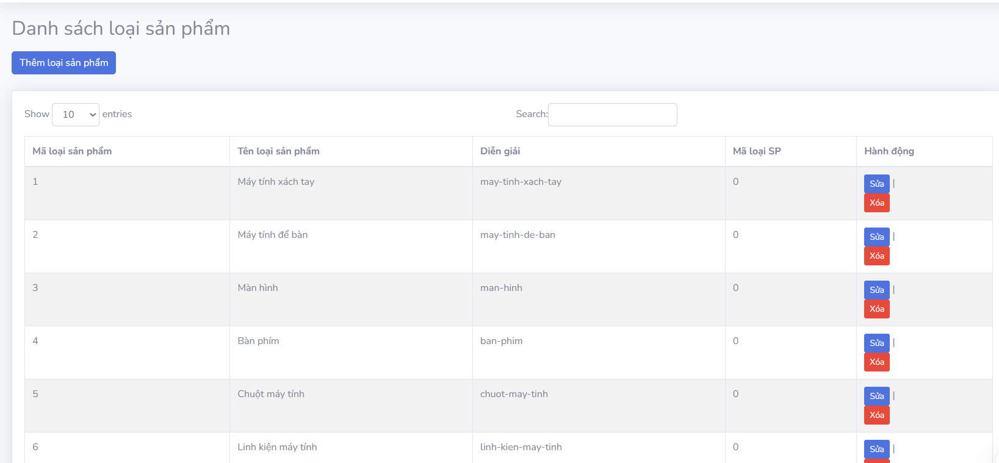 Danh sách loại sản phẩm
Thêm loại sản phẩm
Show 10 entries Search:
Mã loại sản phẩm Tên loại sản phẩm Diễn giải Mã loại SP Hành động
1 Máy tính xách tay may-tinh-xach-tay 0 Sửa |
Xóa
2 Máy tính để bàn may-tinh-de-ban 0 Sửa |
Xóa
3 Màn hình man-hinh 0 Sửa |
Xóa
4 Bàn phím ban-phim 0 Sửa |
Xóa
5 Chuột máy tính chuot-may-tinh 0 Sửa |
Xóa
6 Linh kiện máy tính linh-kien-may-tinh 0 Sửa |